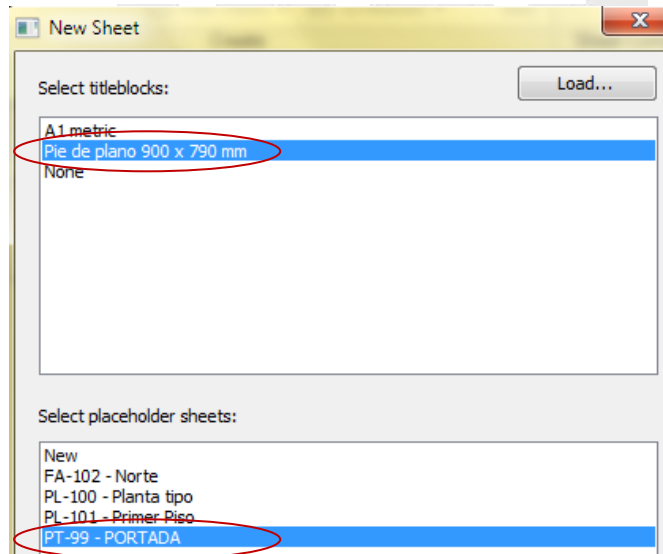 New Sheet
Select titleblocks:
Load...
A1 metric
Pie de plano 900 x 790 mm
None
Select placeholder sheets:
New
FA-102 - Norte
PL-100 - Planta tipo
PL-101 - Primer Piso
PT-99 - PORTADA